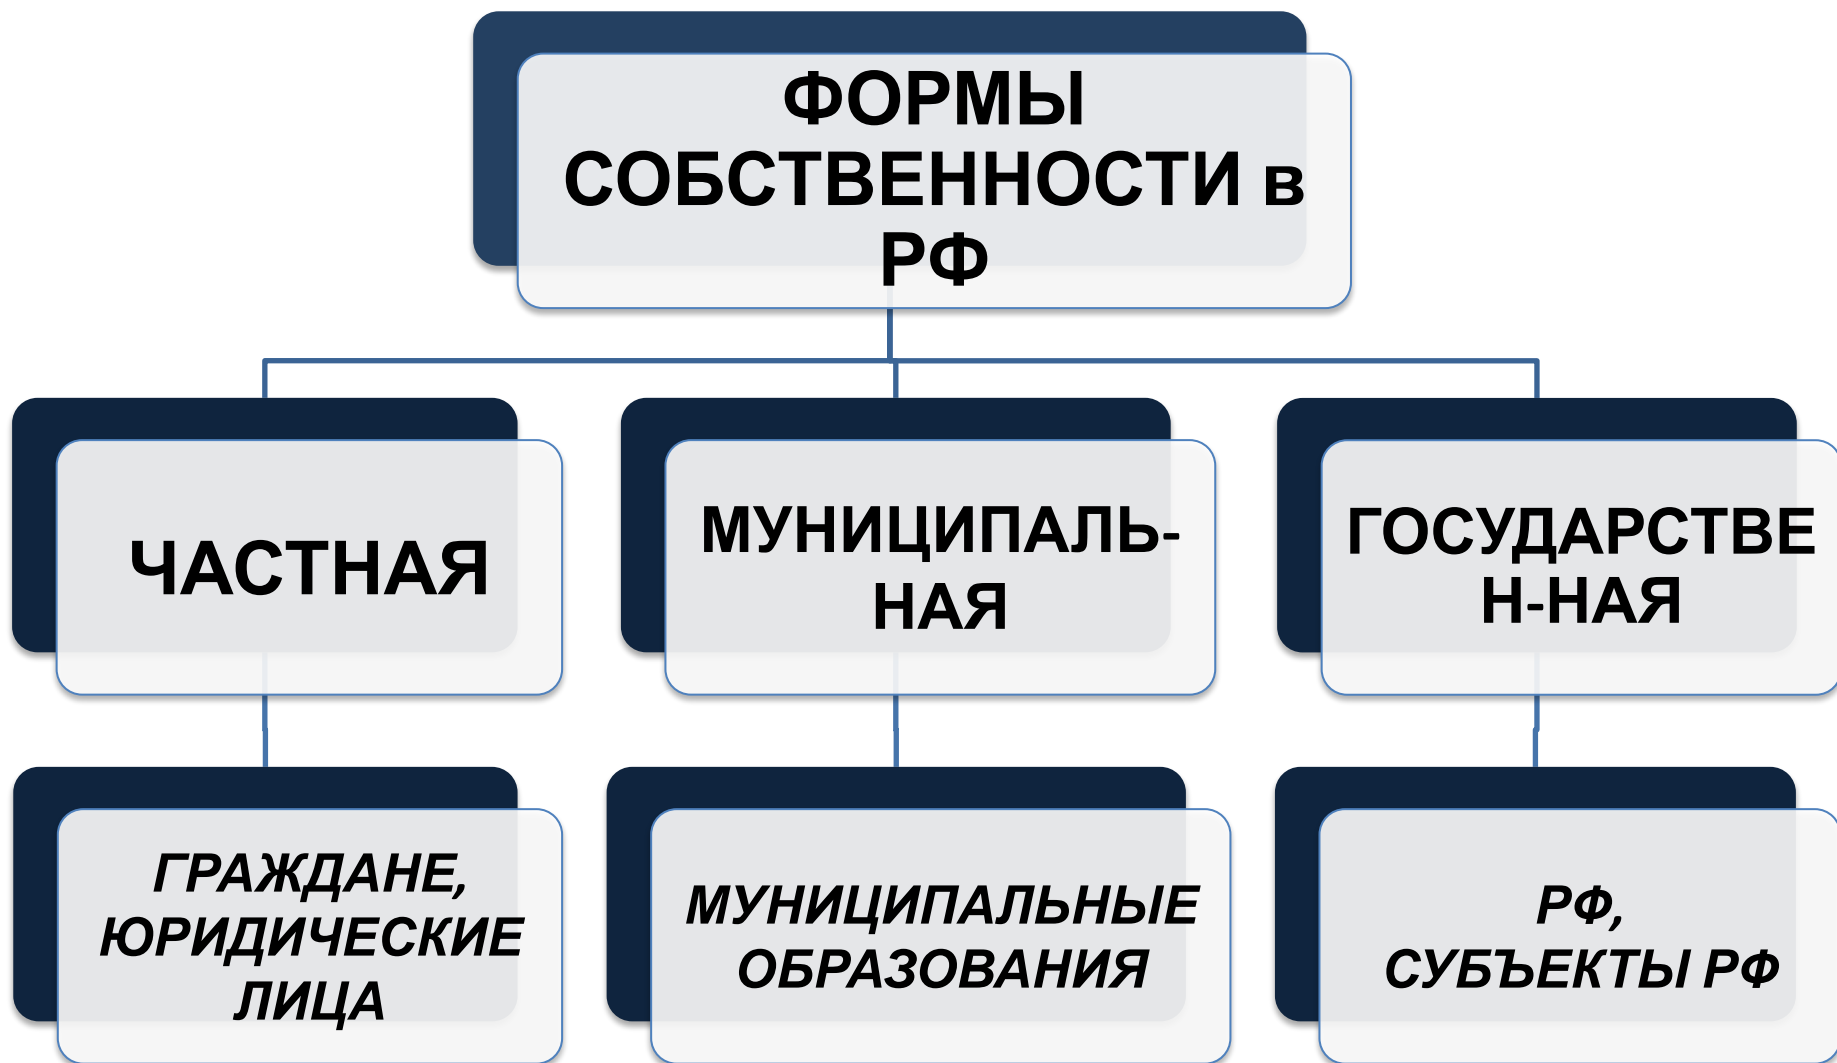 ФОРМЫ
СОБСТВЕННОСТИ в
РФ
ЧАСТНАЯ
МУНИЦИПАЛЬ-
НАЯ
ГОСУДАРСТВЕ
Н-НАЯ
ГРАЖДАНЕ,
ЮРИДИЧЕСКИЕ
ЛИЦА
МУНИЦИПАЛЬНЫЕ
ОБРАЗОВАНИЯ
РФ,
СУБЪЕКТЫ РФ